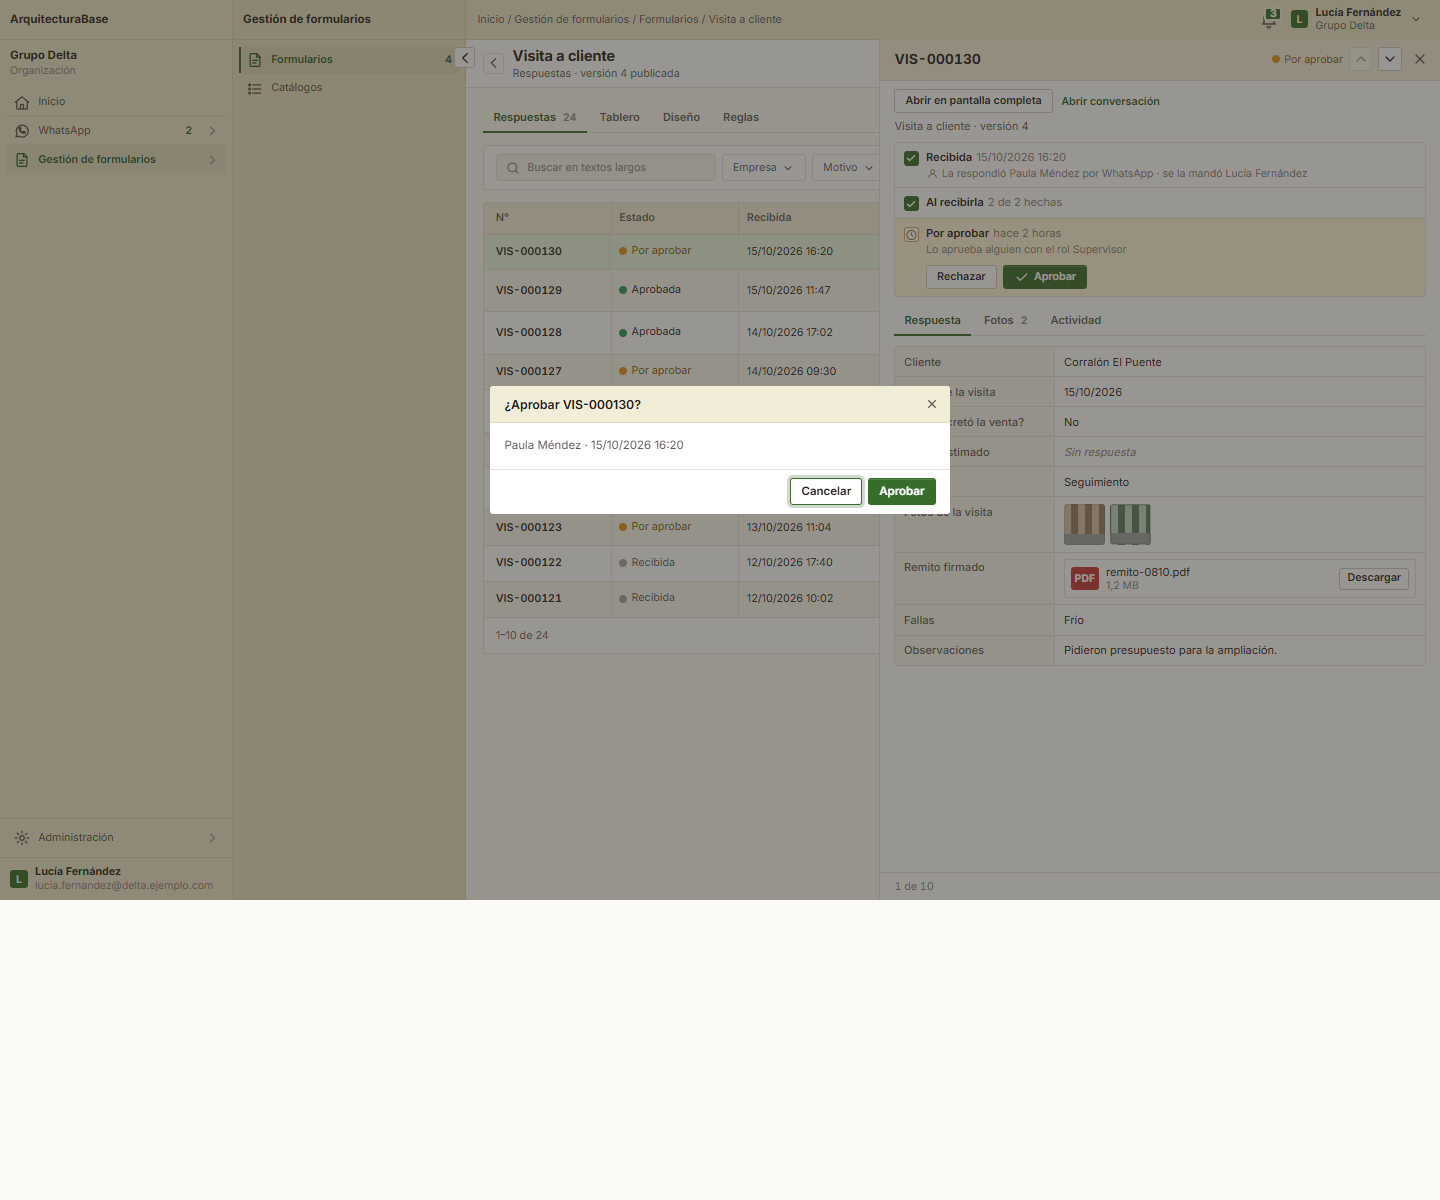 ArquitecturaBase
Grupo Delta
Organización
Inicio
WhatsApp 2
Gestión de formularios
Administración
L
Lucía Fernández
lucia.fernandez@delta.ejemplo.com
Gestión de formularios
Formularios 4
Catálogos
Inicio / Gestión de formularios / Formularios / Visita a cliente
3
L
Lucía Fernández
Grupo Delta
Visita a cliente
Respuestas · versión 4 publicada
Respuestas 24 Tablero Diseño Reglas
Buscar en textos largos Empresa Motivo
N° Estado Recibida
VIS-000130 Por aprobar 15/10/2026 16:20
VIS-000129 Aprobada 15/10/2026 11:47
VIS-000128 Aprobada 14/10/2026 17:02
VIS-000127 Por aprobar 14/10/2026 09:30
VIS-000123 Por aprobar 13/10/2026 11:04
VIS-000122 Recibida 12/10/2026 17:40
VIS-000121 Recibida 12/10/2026 10:02
1–10 de 24
¿Aprobar VIS-000130?
Paula Méndez · 15/10/2026 16:20
Cancelar Aprobar
VIS-000130 Por aprobar
Abrir en pantalla completa Abrir conversación
Visita a cliente · versión 4
Recibida 15/10/2026 16:20
La respondió Paula Méndez por WhatsApp · se la mandó Lucía Fernández
Al recibirla 2 de 2 hechas
Por aprobar hace 2 horas
Lo aprueba alguien con el rol Supervisor
Rechazar Aprobar
Respuesta Fotos 2 Actividad
Cliente Corralón El Puente
la visita 15/10/2026
la venta? No
Sin respuesta
Seguimiento
la visita
Remito firmado PDF remito-0810.pdf
1,2 MB
Descargar
Fallas Frío
Observaciones Pidieron presupuesto para la ampliación.
1 de 10